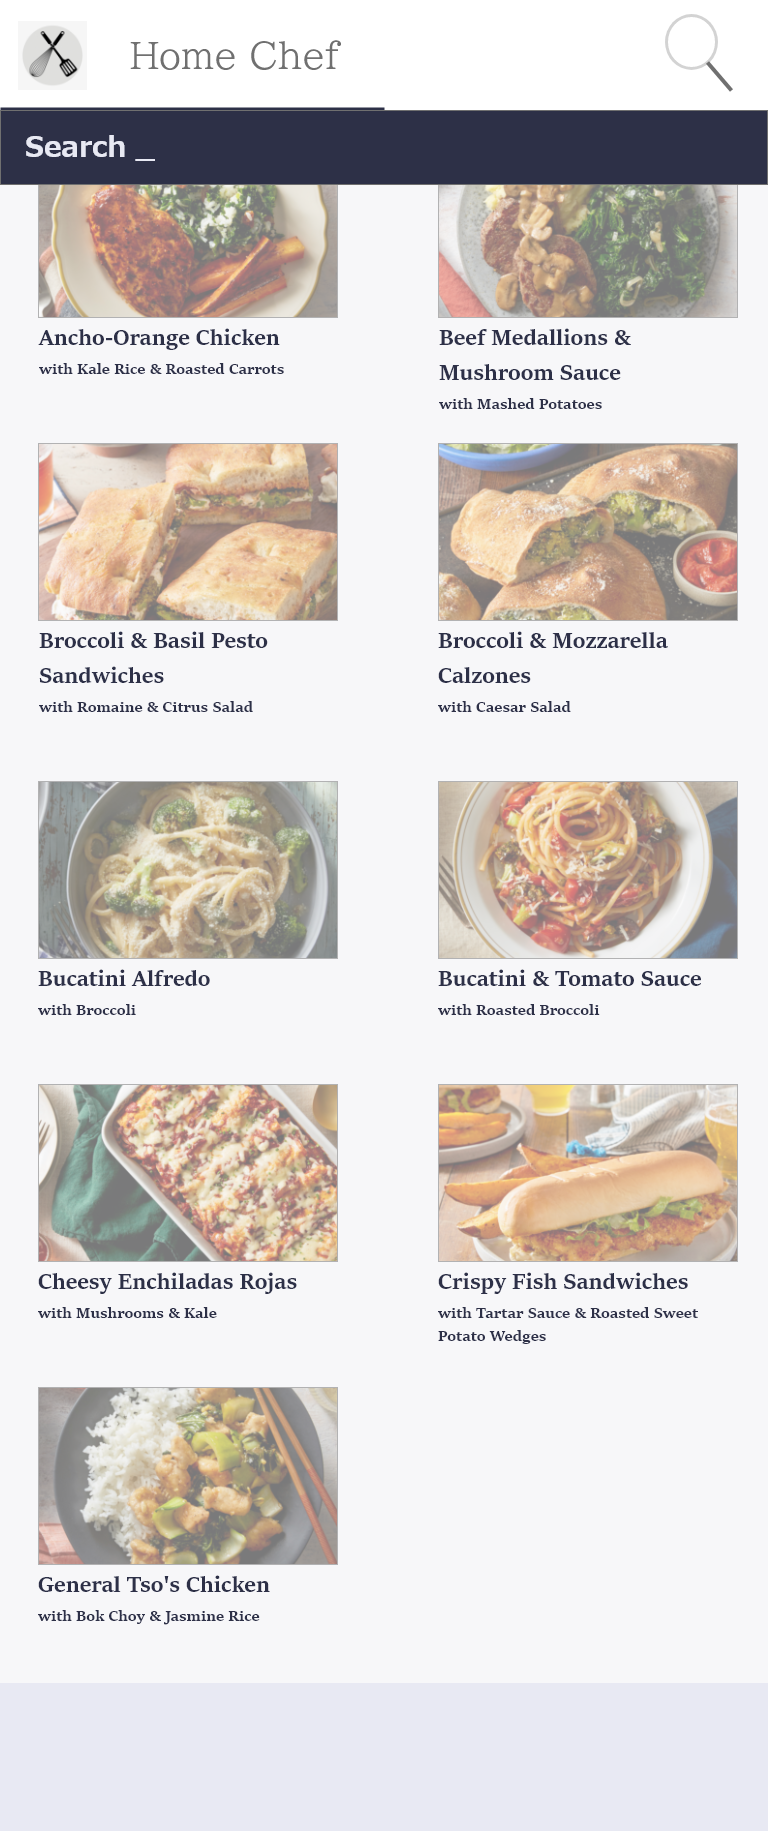 Home Chef
Search _
Ancho-Orange Chicken
with Kale Rice & Roasted Carrots
Beef Medallions &
Mushroom Sauce
with Mashed Potatoes
Broccoli & Basil Pesto
Sandwiches
with Romaine & Citrus Salad
Broccoli & Mozzarella
Calzones
with Caesar Salad
Bucatini Alfredo
with Broccoli
Bucatini & Tomato Sauce
with Roasted Broccoli
Cheesy Enchiladas Rojas
with Mushrooms & Kale
Crispy Fish Sandwiches
with Tartar Sauce & Roasted Sweet
Potato Wedges
General Tso's Chicken
with Bok Choy & Jasmine Rice